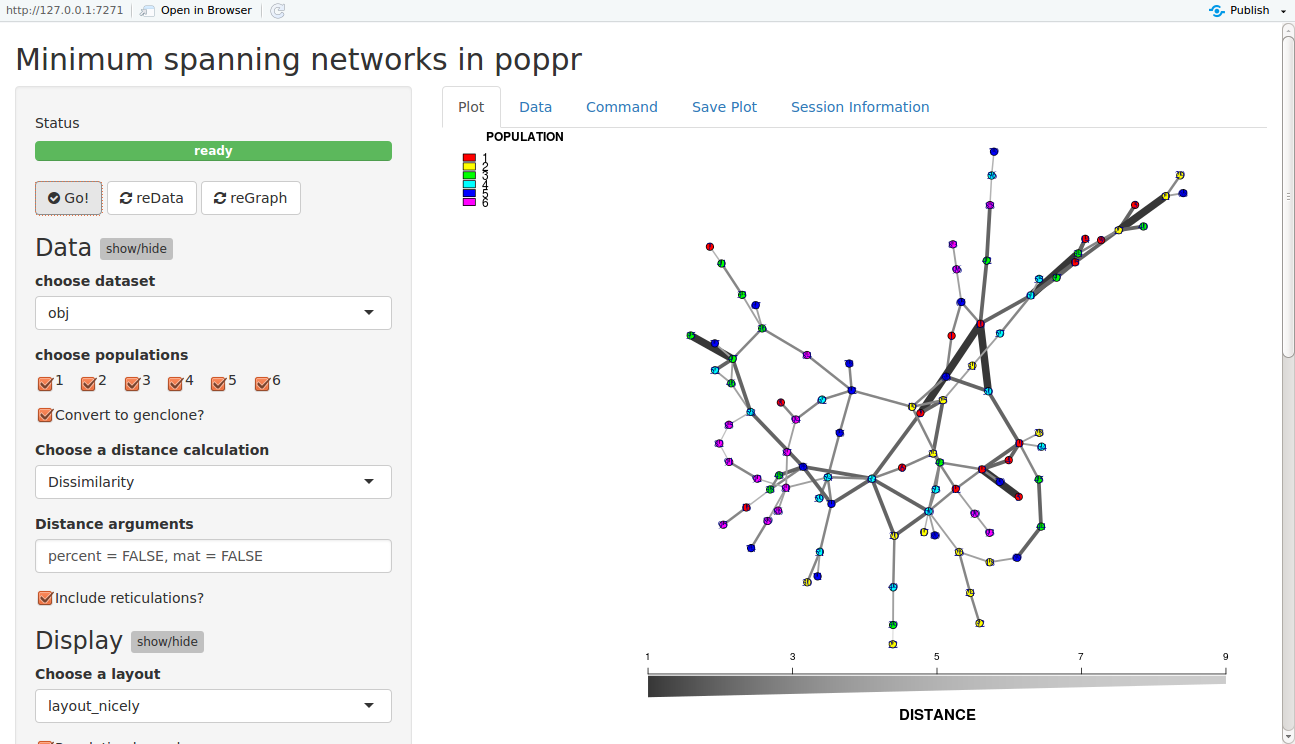 http://127.0.0.1:7271
Open in Browser
Publish
Minimum spanning networks in poppr
Status
ready
Go! reData reGraph
Data show/hide
choose dataset
obj
choose populations
1 2 3 4 5 6
Convert to genclone?
Choose a distance calculation
Dissimilarity
Distance arguments
percent = FALSE, mat = FALSE
Include reticulations?
Display show/hide
Choose a layout
layout_nicely
Plot Data Command Save Plot Session Information
POPULATION
1
2
3
4
5
6
1 3 5 7 9
DISTANCE